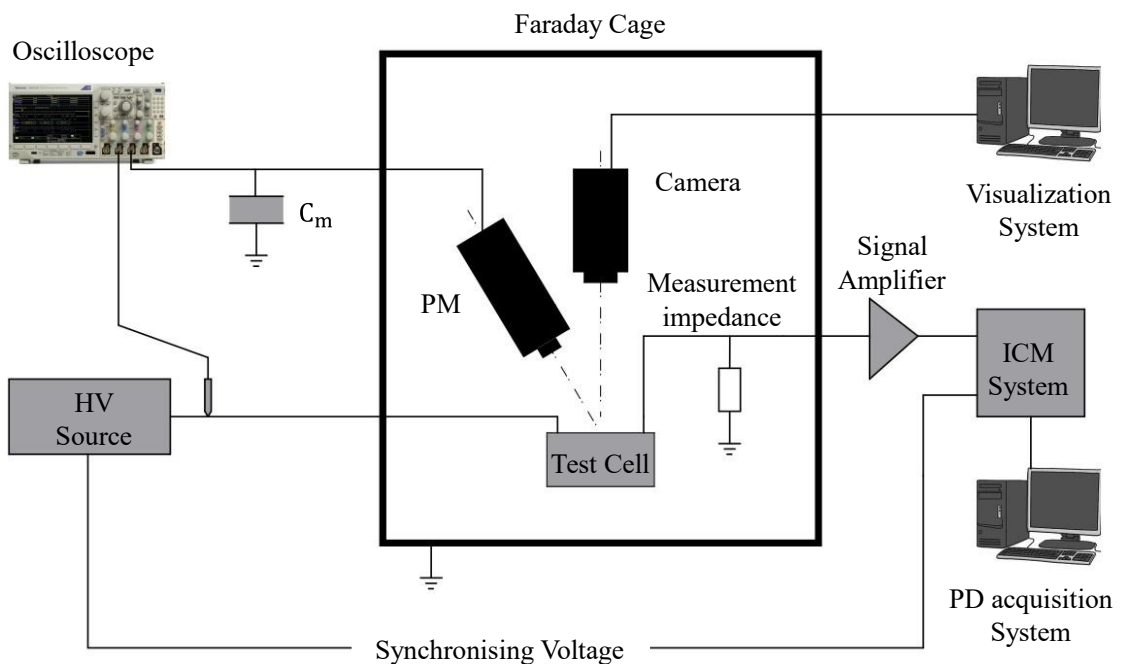 Faraday Cage
Oscilloscope
Camera
Visualization
System
Cₘ
Signal
Amplifier
PM
Measurement
impedance
ICM
System
HV
Source
Test Cell
PD acquisition
System
Synchronising Voltage